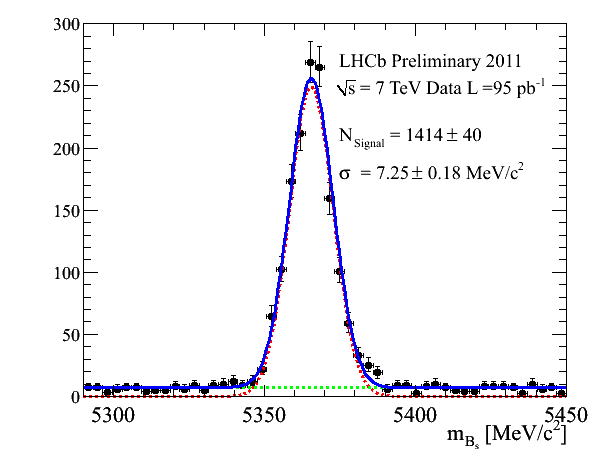 300
250
200
150
100
50
0
LHCb Preliminary 2011
√s = 7 TeV Data L =95 pb⁻¹
N_Signal = 1414 ± 40
σ = 7.25 ± 0.18 MeV/c²
5300 5350 5400 5450
m_Bs [MeV/c²]